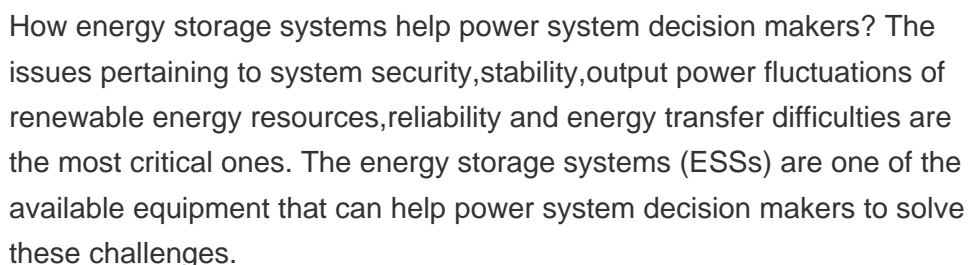 How energy storage systems help power system decision makers? The
issues pertaining to system security,stability,output power fluctuations of
renewable energy resources,reliability and energy transfer difficulties are
the most critical ones. The energy storage systems (ESSs) are one of the
available equipment that can help power system decision makers to solve
these challenges.